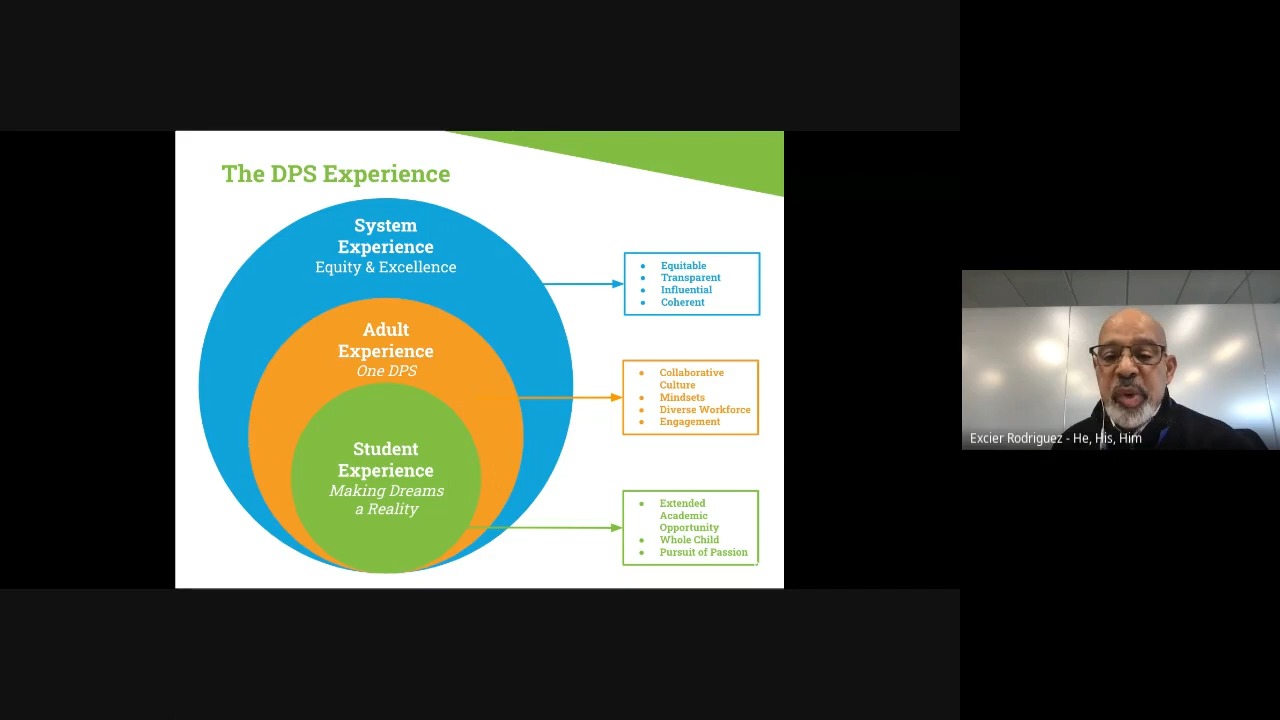 The DPS Experience
System
Experience
Equity & Excellence
Adult
Experience
One DPS
Student
Experience
Making Dreams
a Reality
Equitable
Transparent
Influential
Coherent
Collaborative
Culture
Mindsets
Diverse Workforce
Engagement
Extended
Academic
Opportunity
Whole Child
Pursuit of Passion
Excier Rodriguez - He, His, Him